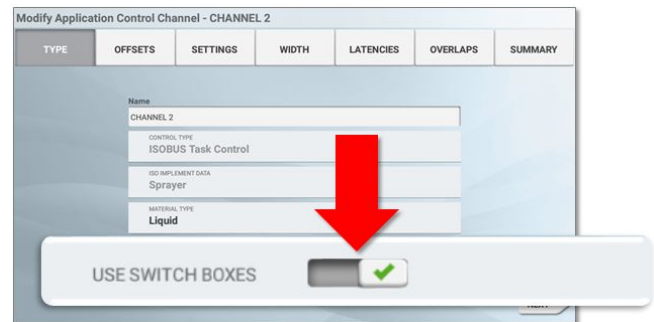 Modify Application Control Channel - CHANNEL 2
TYPE OFFSETS SETTINGS WIDTH LATENCIES OVERLAPS SUMMARY
Name
CHANNEL 2
CONTROL TYPE
ISOBUS Task Control
ISO IMPLEMENT DATA
Sprayer
MATERIAL TYPE
Liquid
USE SWITCH BOXES